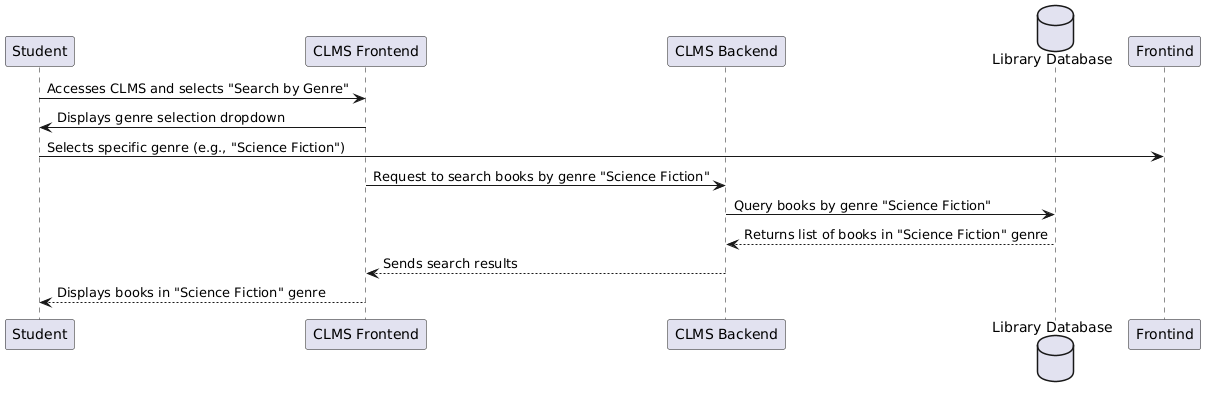 Library Database
Student
CLMS Frontend
CLMS Backend
Frontind
Accesses CLMS and selects "Search by Genre"
Displays genre selection dropdown
Selects specific genre (e.g., "Science Fiction")
Request to search books by genre "Science Fiction"
Query books by genre "Science Fiction"
Returns list of books in "Science Fiction" genre
Sends search results
Displays books in "Science Fiction" genre
Student
CLMS Frontend
CLMS Backend
Library Database
Frontind